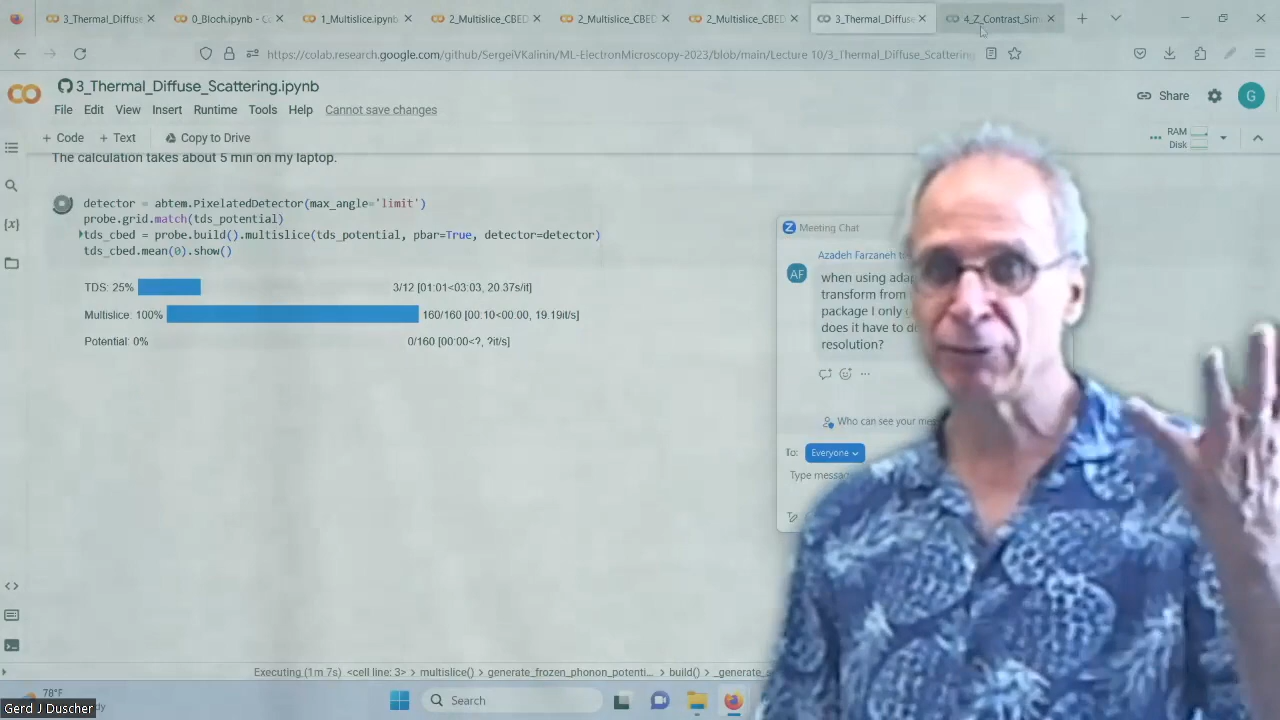 3_Thermal_Diffuse
0_Bloch.ipynb - Co
1_Multislice.ipynb
2_Multislice_CBED
2_Multislice_CBED
2_Multislice_CBED
3_Thermal_Diffuse
4_Z_Contrast_Sim
https://colab.research.google.com/github/SergeiVKalinin/ML-ElectronMicroscopy-2023/blob/main/Lecture 10/3_Thermal_Diffuse_Scattering
3_Thermal_Diffuse_Scattering.ipynb
File Edit View Insert Runtime Tools Help Cannot save changes
Share
G
+ Code + Text Copy to Drive
RAM
Disk
The calculation takes about 5 min on my laptop.
detector = abtem.PixelatedDetector(max_angle='limit')
probe.grid.match(tds_potential)
tds_cbed = probe.build().multislice(tds_potential, pbar=True, detector=detector)
tds_cbed.mean(0).show()
TDS: 25% 3/12 [01:01<03:03, 20.37s/it]
Multislice: 100% 160/160 [00:10<00:00, 19.19it/s]
Potential: 0% 0/160 [00:00<?, ?it/s]
Meeting Chat
Azadeh Farzaneh
AF
when using
transform from
package I only
does it have to
resolution?
Who can see your
To: Everyone
Type message
Executing (1m 7s) <cell line: 3> > multislice() > generate_frozen_phonon_potenti... > build() >
78°F
Search
Gerd J Duscher